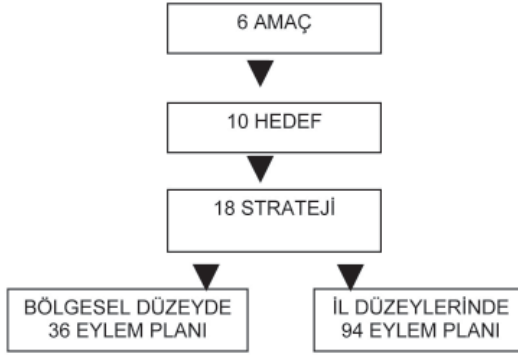 6 AMAÇ
10 HEDEF
18 STRATEJİ
BÖLGESEL DÜZEYDE
36 EYLEM PLANI
İL DÜZEYLERİNDE
94 EYLEM PLANI